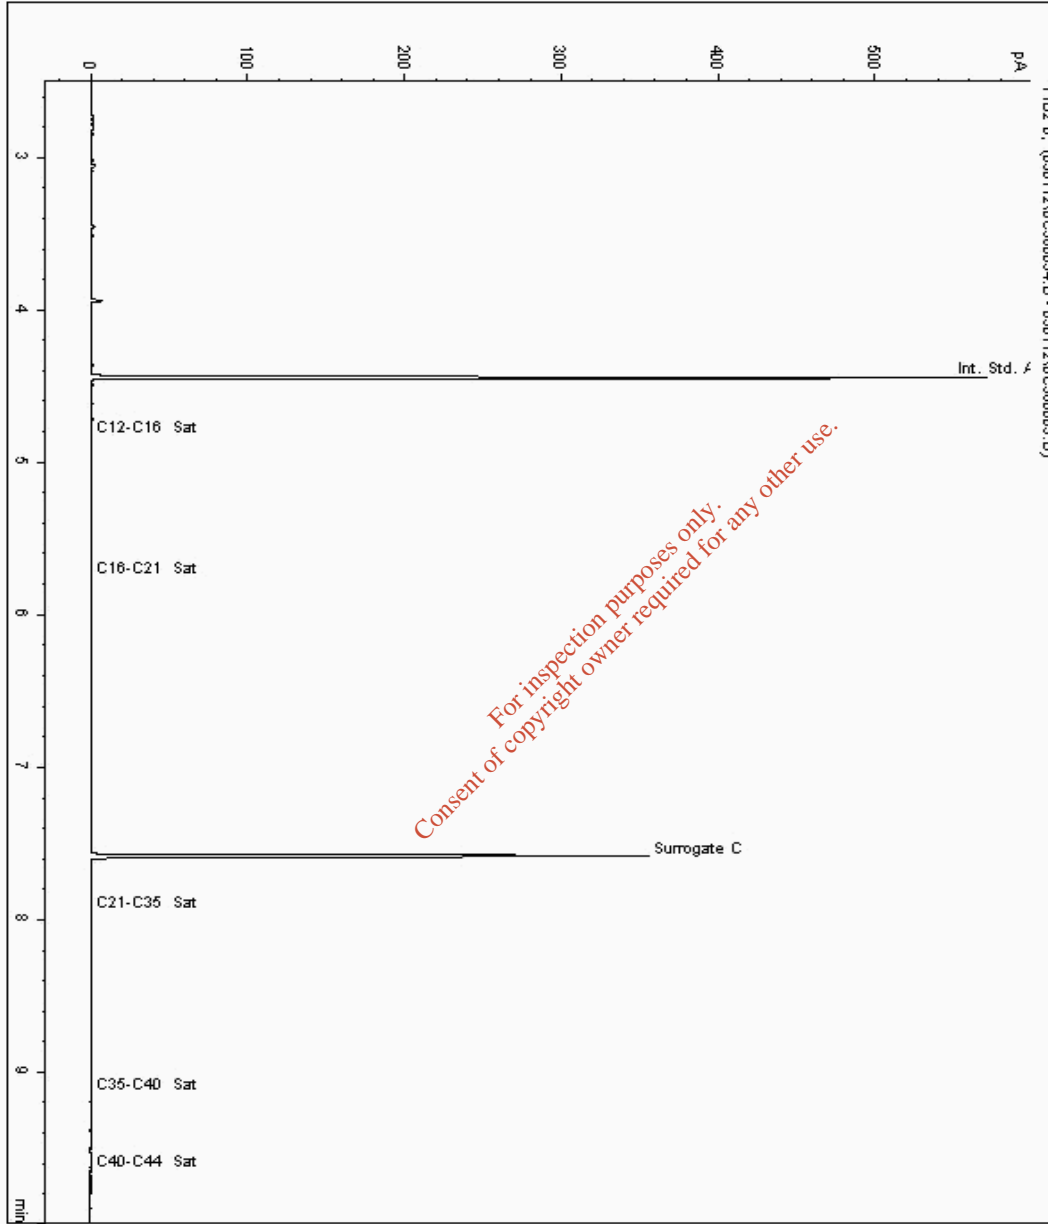 pA
0
100
200
300
400
500
3
4
5
6
7
8
9
min
Int. Std.
C12-C16 Sat
C16-C21 Sat
Surrogate C
C21-C35 Sat
C35-C40 Sat
C40-C44 Sat
For inspection purposes only.
Consent of copyright owner required for any other use.